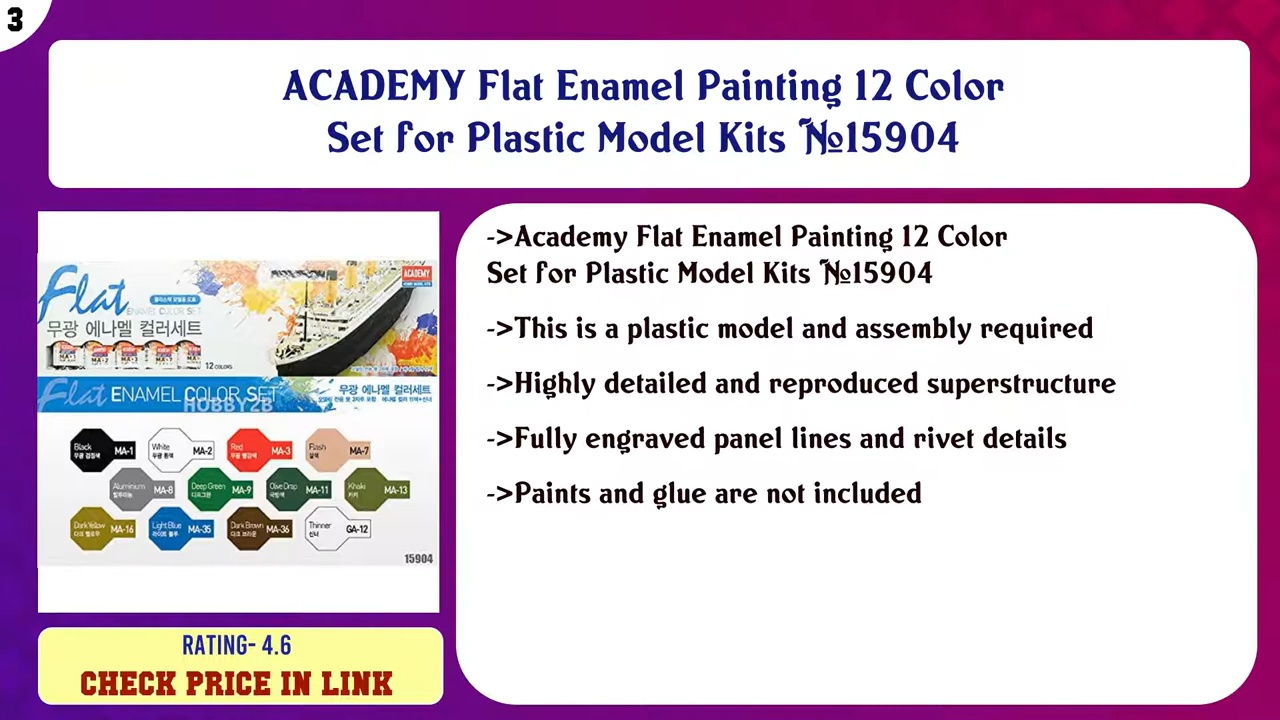 3
ACADEMY Flat Enamel Painting 12 Color
Set for Plastic Model Kits №15904
Flat
ENAMEL COLOR SET
무광 에나멜 컬러세트
12 COLORS
ACADEMY
Flat ENAMEL COLOR SET
무광 에나멜 컬러세트
HOBBY2B
Black MA-1
White MA-2
Red MA-3
Flash MA-7
Aluminium MA-8
Deep Green MA-9
Olive Drop MA-11
Khaki MA-13
Dark Yellow MA-16
Light Blue MA-35
Dark Brown MA-36
Thinner GA-12
15904
RATING- 4.6
CHECK PRICE IN LINK
->Academy Flat Enamel Painting 12 Color
Set for Plastic Model Kits №15904
->This is a plastic model and assembly required
->Highly detailed and reproduced superstructure
->Fully engraved panel lines and rivet details
->Paints and glue are not included